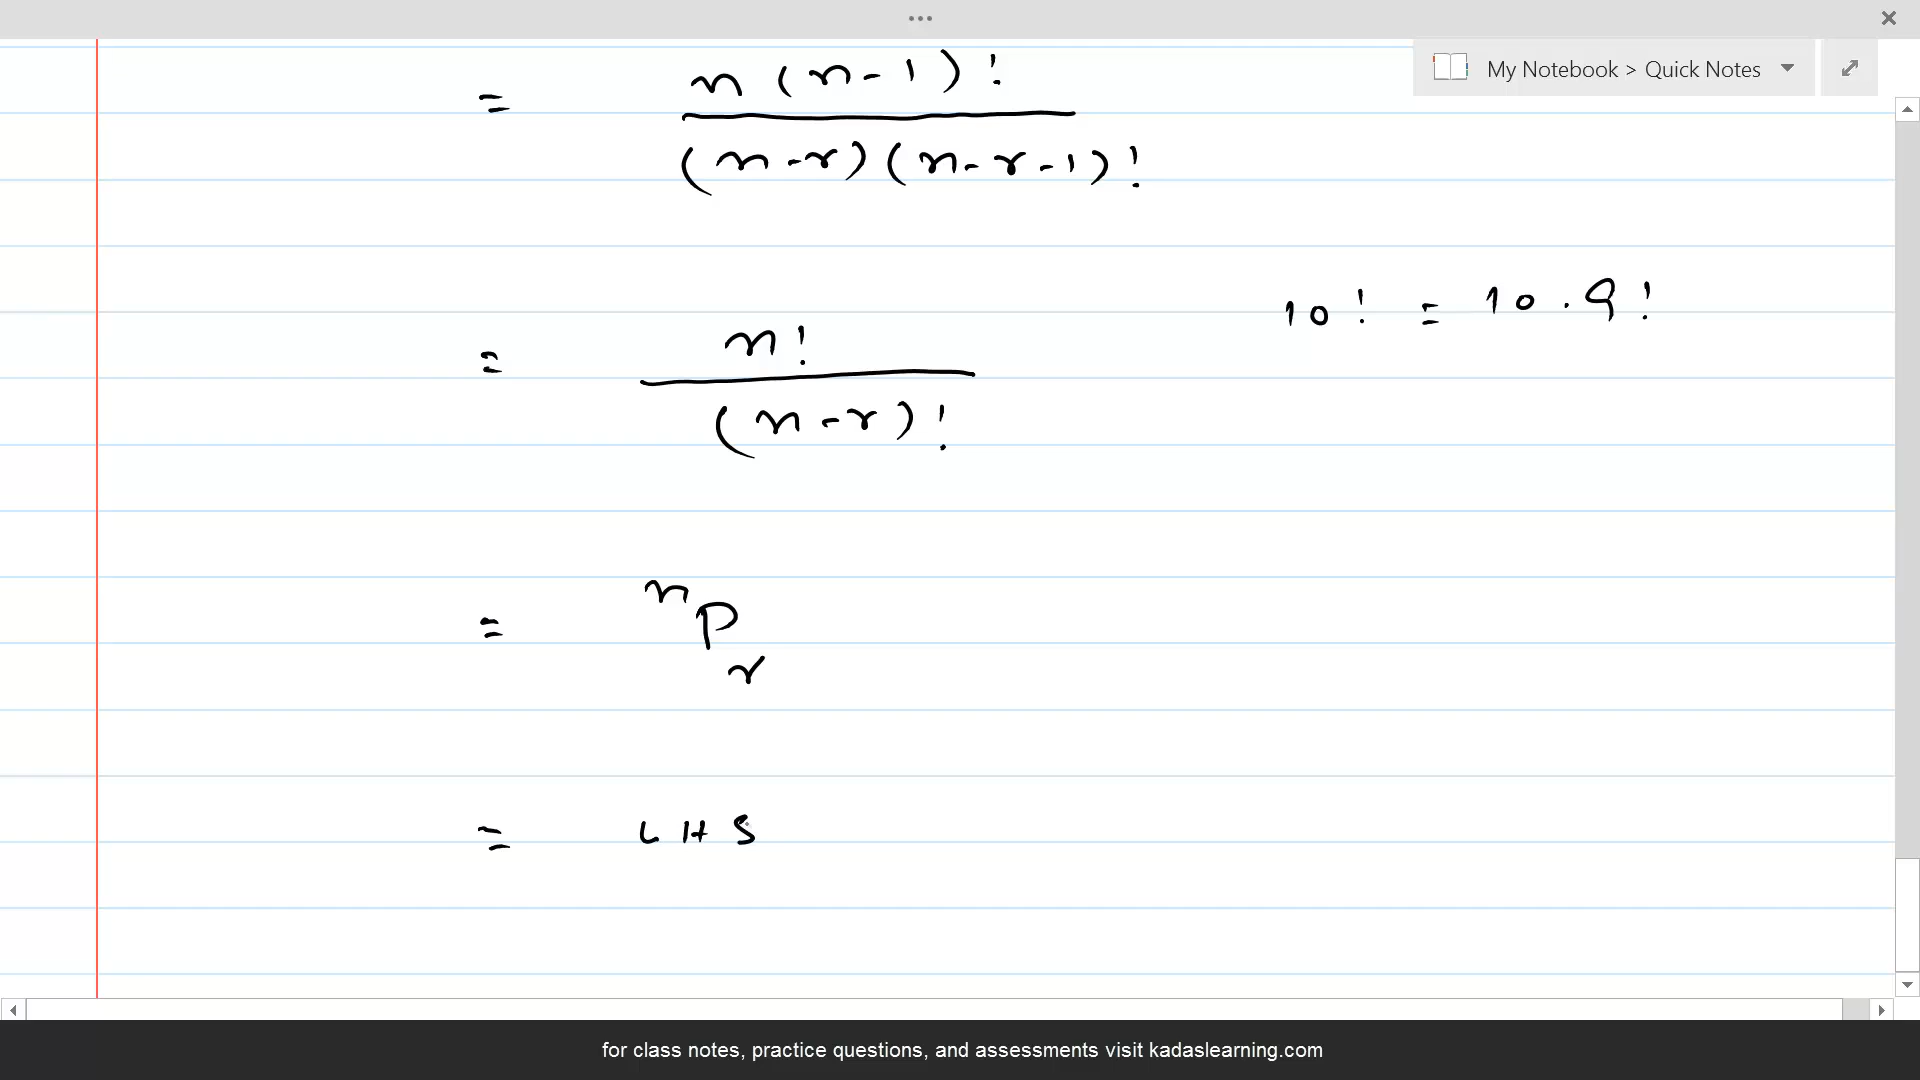 My Notebook > Quick Notes
= n(n-1)!
(n-r)(n-r-1)!
10! = 10.9!
= n!
(n-r)!
= nPr
= LHS
for class notes, practice questions, and assessments visit kadaslearning.com